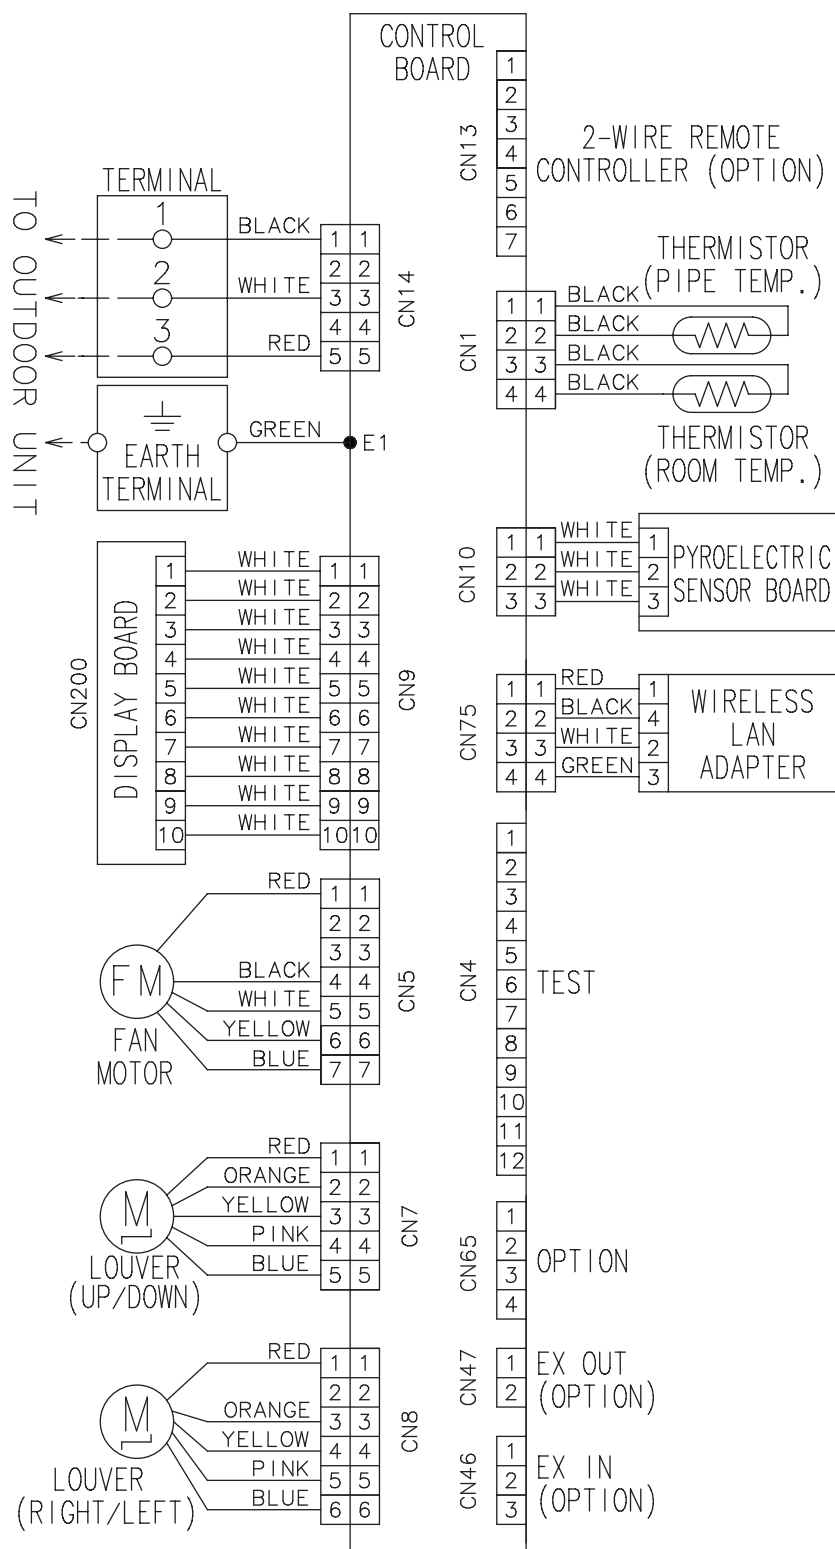 CONTROL
BOARD
CN13
1
2
3
4
5
6
7
2-WIRE REMOTE
CONTROLLER (OPTION)
TO OUTDOOR UNIT
TERMINAL
1
2
3
BLACK
WHITE
RED
1 1
2 2
3 3
4 4
5 5
CN14
EARTH
TERMINAL
GREEN
E1
THERMISTOR
(PIPE TEMP.)
CN1
1 1 BLACK
2 2 BLACK
3 3 BLACK
4 4 BLACK
THERMISTOR
(ROOM TEMP.)
CN10
1 1 WHITE 1
2 2 WHITE 2
3 3 WHITE 3
PYROELECTRIC
SENSOR BOARD
CN200
DISPLAY BOARD
1 WHITE 1 1
2 WHITE 2 2
3 WHITE 3 3
4 WHITE 4 4
5 WHITE 5 5
6 WHITE 6 6
7 WHITE 7 7
8 WHITE 8 8
9 WHITE 9 9
10 WHITE 10 10
CN9
CN75
1 1 RED 1
2 2 BLACK 4
3 3 WHITE 2
4 4 GREEN 3
WIRELESS
LAN
ADAPTER
FM
FAN
MOTOR
RED 1 1
2 2
3 3
BLACK 4 4
WHITE 5 5
YELLOW 6 6
BLUE 7 7
CN5
CN4
1
2
3
4
5
6
7
8
9
10
11
12
TEST
M
LOUVER
(UP/DOWN)
RED 1 1
ORANGE 2 2
YELLOW 3 3
PINK 4 4
BLUE 5 5
CN7
CN65
1
2
3
4
OPTION
M
LOUVER
(RIGHT/LEFT)
RED 1 1
2 2
ORANGE 3 3
YELLOW 4 4
PINK 5 5
BLUE 6 6
CN8
CN47
1
2
EX OUT
(OPTION)
CN46
1
2
3
EX IN
(OPTION)